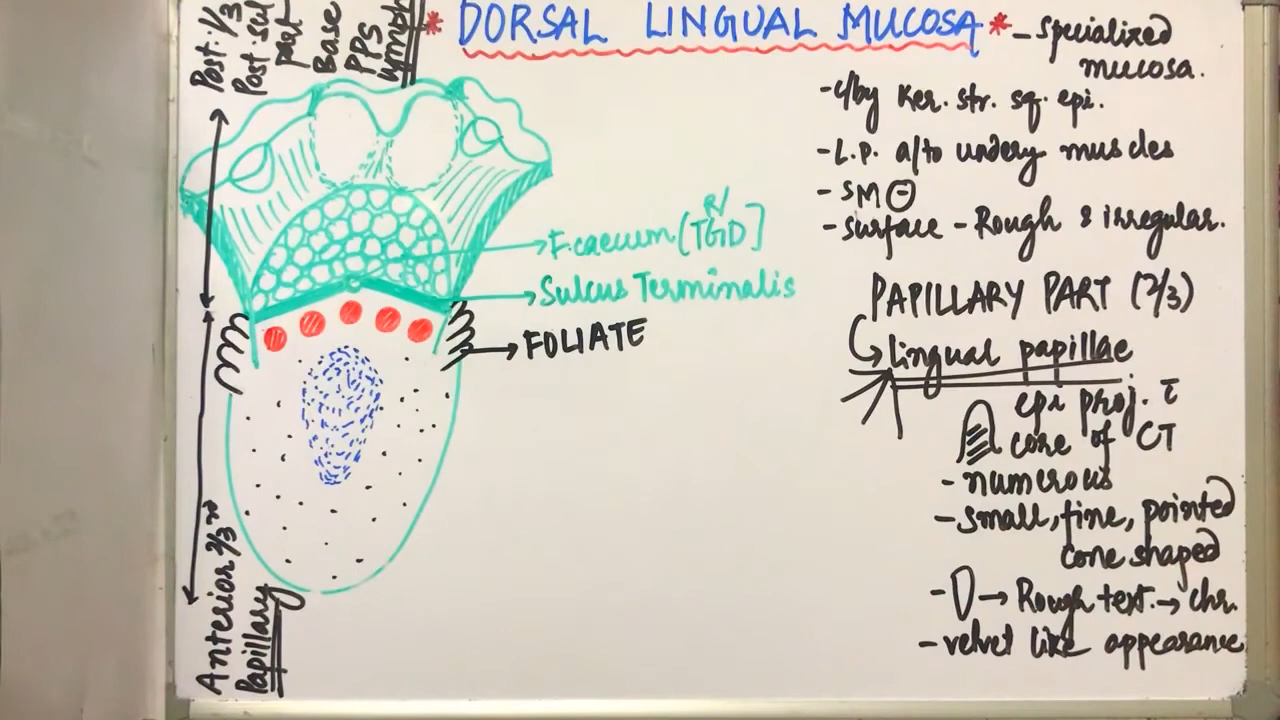 * DORSAL LINGUAL MUCOSA * - specialized
mucosa.
- c/by Ker. str. sq. epi.
- L.P. a/to underly muscles
- SM ⊖
- surface - Rough & irregular.
PAPILLARY PART (2/3)
Lingual papillae
epi proj. c̄
core of CT
- numerous
- small, fine, pointed
cone shaped
- D → Rough text. → chr.
- velvet like appearance
Post. 1/3
Post. sul
part
Base
PPs
Lymph
F. caecum (TGD]
R/
Sulcus Terminalis
FOLIATE
Anterior 2/3rd
Papillary